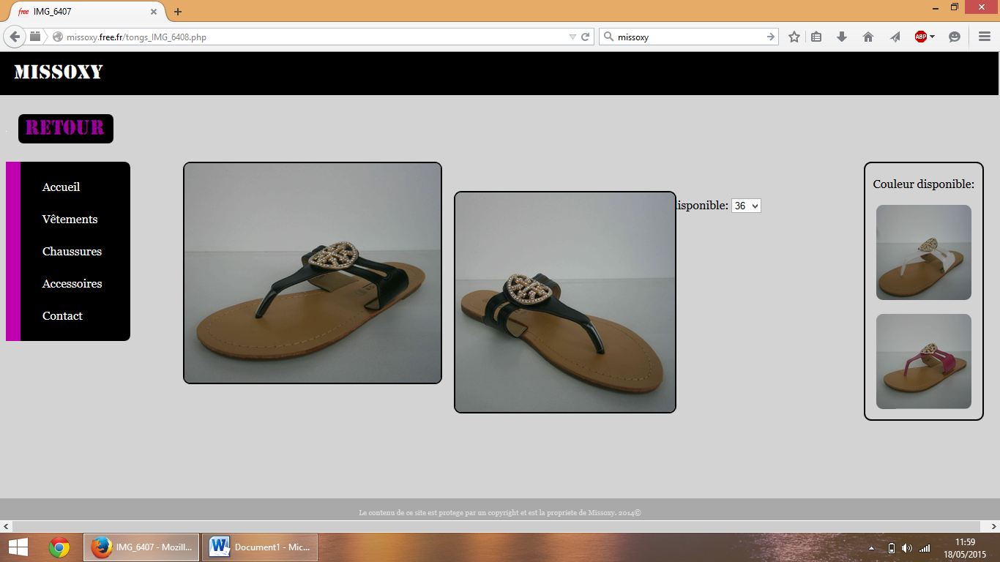 free IMG_6407
missoxy.free.fr/tongs_IMG_6408.php
missoxy
ABP
MISSOXY
RETOUR
Accueil
Vêtements
Chaussures
Accessoires
Contact
isponible: 36
Couleur disponible:
Le contenu de ce site est protege par un copyright et est la propriete de Missoxy. 2014©
IMG_6407 - Mozill...
Document1 - Mic...
11:59
18/05/2015